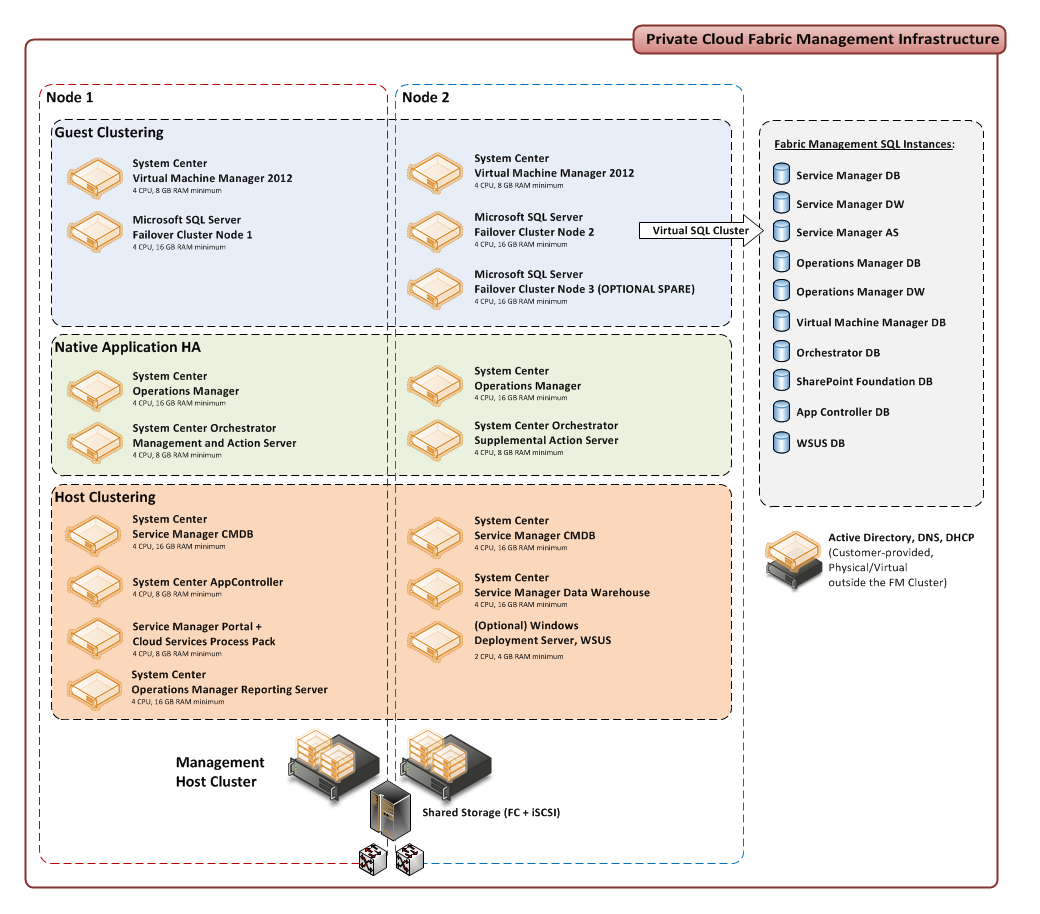 Private Cloud Fabric Management Infrastructure
Node 1
Node 2
Guest Clustering
System Center
Virtual Machine Manager 2012
4 CPU, 8 GB RAM minimum
Microsoft SQL Server
Failover Cluster Node 1
4 CPU, 16 GB RAM minimum
System Center
Virtual Machine Manager 2012
4 CPU, 8 GB RAM minimum
Microsoft SQL Server
Failover Cluster Node 2
4 CPU, 16 GB RAM minimum
Microsoft SQL Server
Failover Cluster Node 3 (OPTIONAL SPARE)
4 CPU, 16 GB RAM minimum
Virtual SQL Cluster
Native Application HA
System Center
Operations Manager
4 CPU, 16 GB RAM minimum
System Center Orchestrator
Management and Action Server
4 CPU, 8 GB RAM minimum
System Center
Operations Manager
4 CPU, 16 GB RAM minimum
System Center Orchestrator
Supplemental Action Server
4 CPU, 8 GB RAM minimum
Host Clustering
System Center
Service Manager CMDB
4 CPU, 16 GB RAM minimum
System Center AppController
4 CPU, 8 GB RAM minimum
Service Manager Portal +
Cloud Services Process Pack
4 CPU, 8 GB RAM minimum
System Center
Operations Manager Reporting Server
4 CPU, 16 GB RAM minimum
System Center
Service Manager CMDB
4 CPU, 16 GB RAM minimum
System Center
Service Manager Data Warehouse
4 CPU, 16 GB RAM minimum
(Optional) Windows
Deployment Server, WSUS
2 CPU, 4 GB RAM minimum
Management
Host Cluster
Shared Storage (FC + iSCSI)
Fabric Management SQL Instances:
Service Manager DB
Service Manager DW
Service Manager AS
Operations Manager DB
Operations Manager DW
Virtual Machine Manager DB
Orchestrator DB
SharePoint Foundation DB
App Controller DB
WSUS DB
Active Directory, DNS, DHCP
(Customer-provided,
Physical/Virtual
outside the FM Cluster)